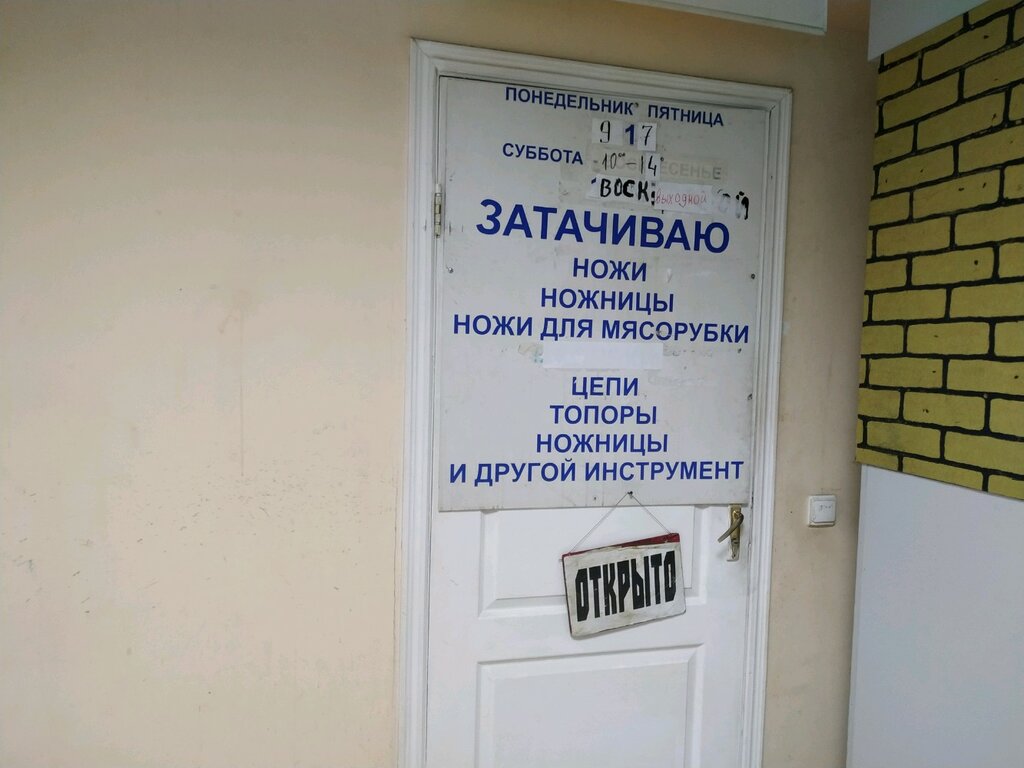 ПОНЕДЕЛЬНИК ПЯТНИЦА
9 17
СУББОТА 10°°-14°
ВОСК. выходной
ЗАТАЧИВАЮ
НОЖИ
НОЖНИЦЫ
НОЖИ ДЛЯ МЯСОРУБКИ
ЦЕПИ
ТОПОРЫ
НОЖНИЦЫ
И ДРУГОЙ ИНСТРУМЕНТ
ОТКРЫТО